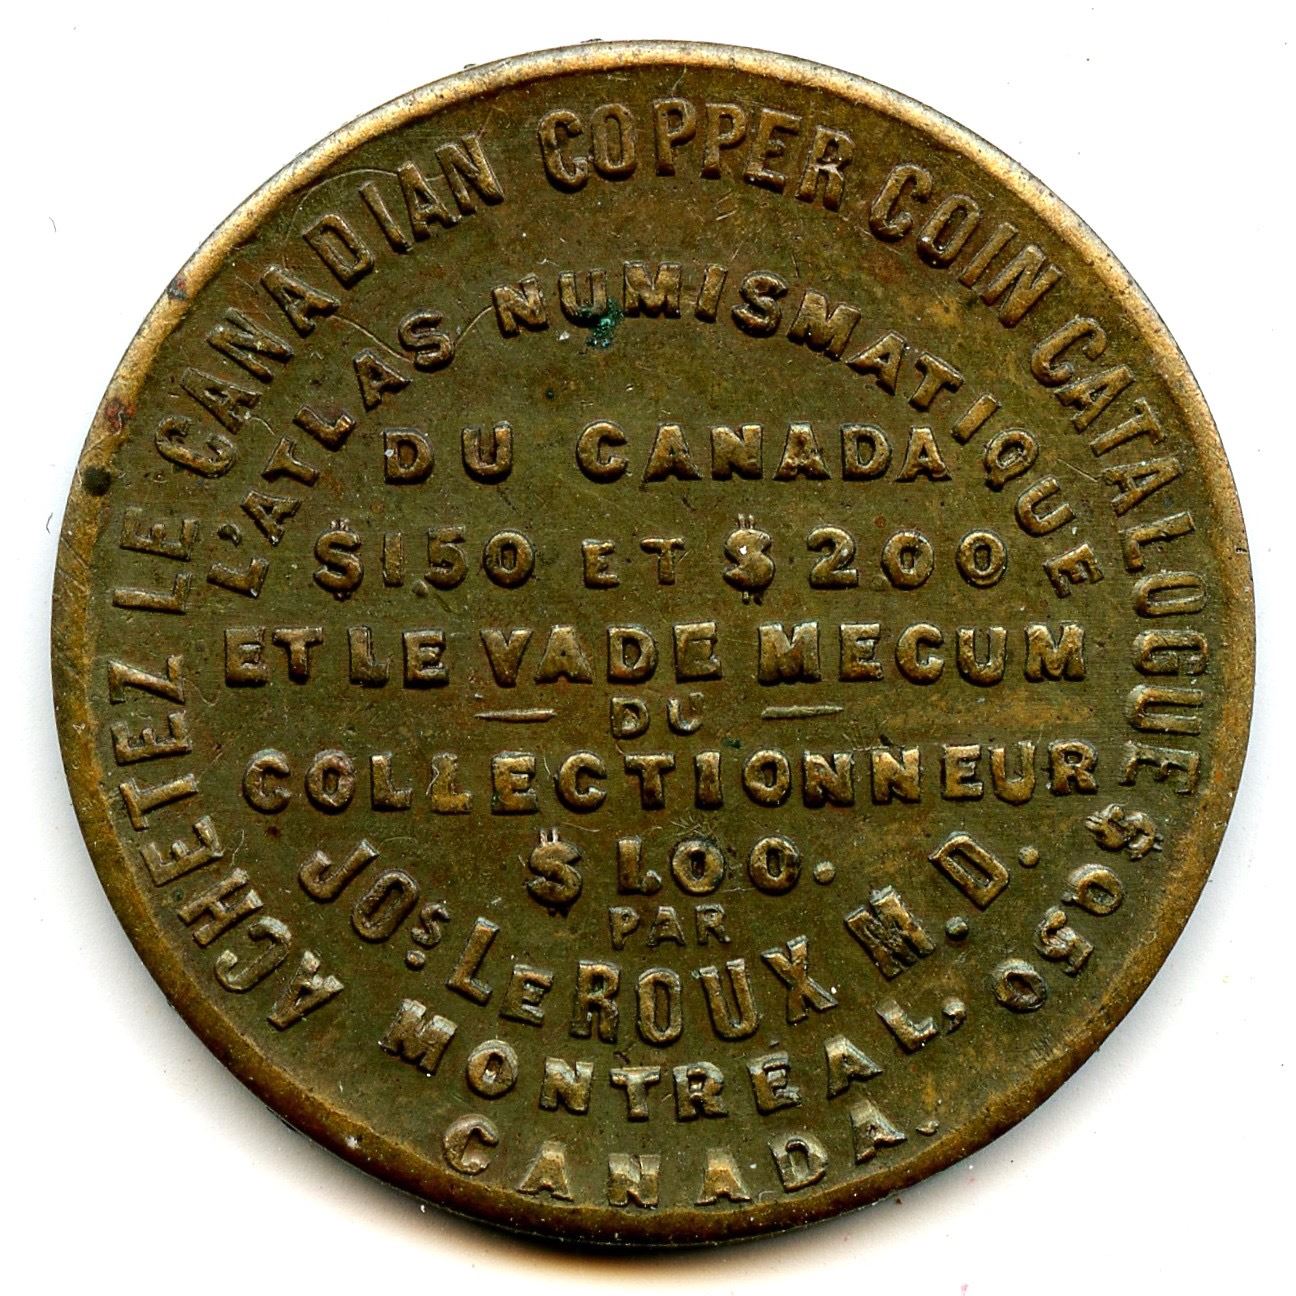 ACHETEZ LE CANADIAN COPPER COIN CATALOGUE $0.50
L'ATLAS NUMISMATIQUE
DU CANADA
$1.50 ET $2.00
ET LE VADE MECUM
— DU —
COLLECTIONNEUR
$1.00.
PAR
JOS. LEROUX M.D.
MONTREAL,
CANADA.